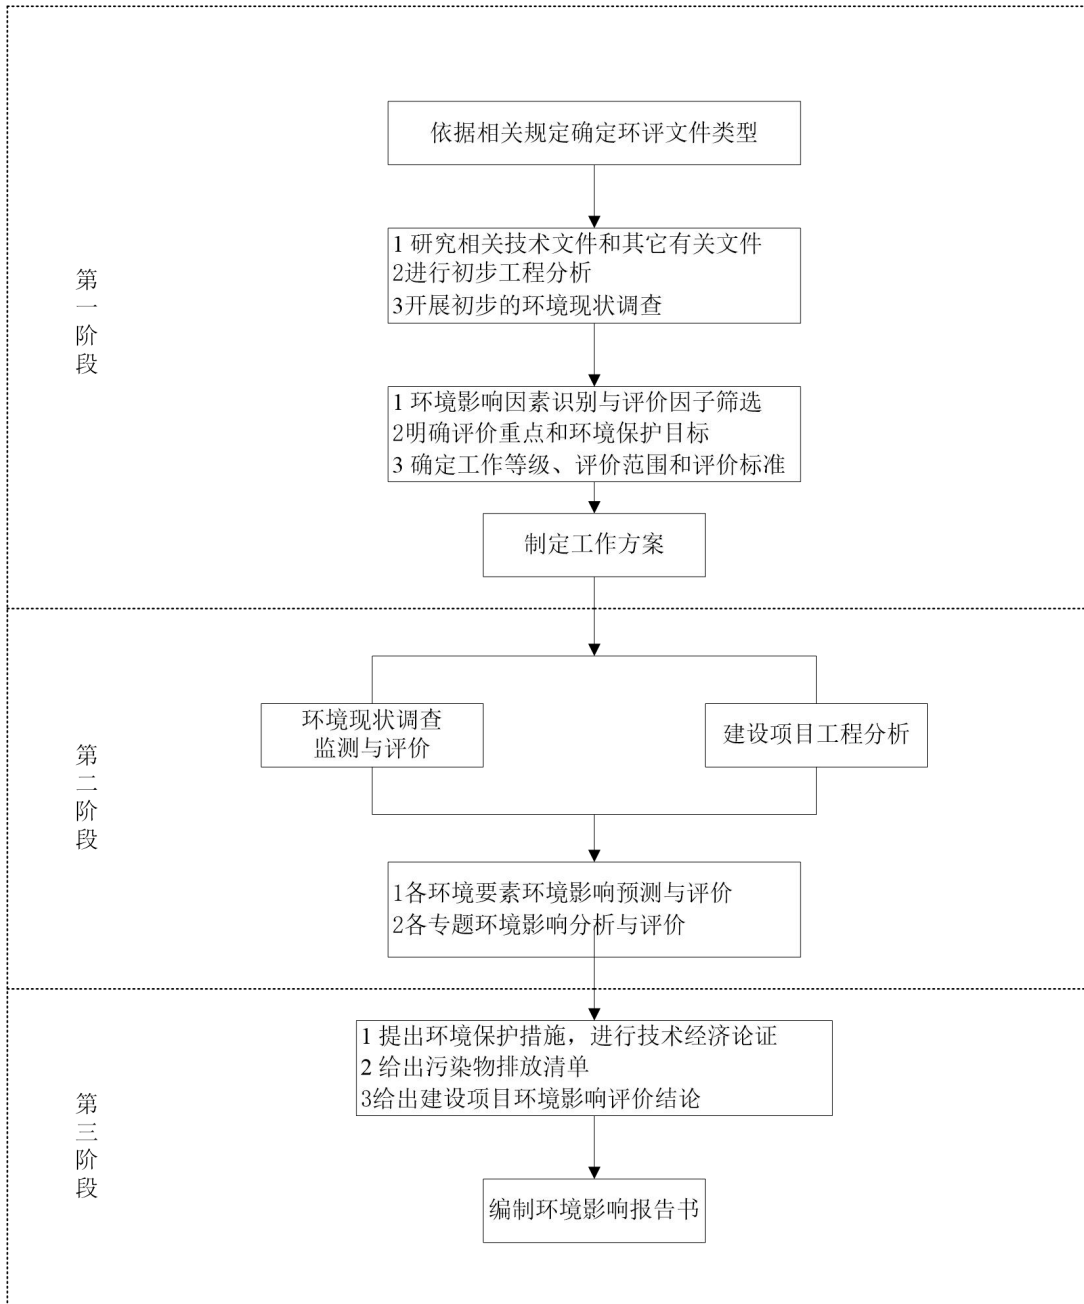 依据相关规定确定环评文件类型
1 研究相关技术文件和其它有关文件
2进行初步工程分析
3开展初步的环境现状调查
第一阶段
1 环境影响因素识别与评价因子筛选
2明确评价重点和环境保护目标
3 确定工作等级、评价范围和评价标准
制定工作方案
环境现状调查
监测与评价
建设项目工程分析
第二阶段
1各环境要素环境影响预测与评价
2各专题环境影响分析与评价
1 提出环境保护措施，进行技术经济论证
2 给出污染物排放清单
3给出建设项目环境影响评价结论
第三阶段
编制环境影响报告书